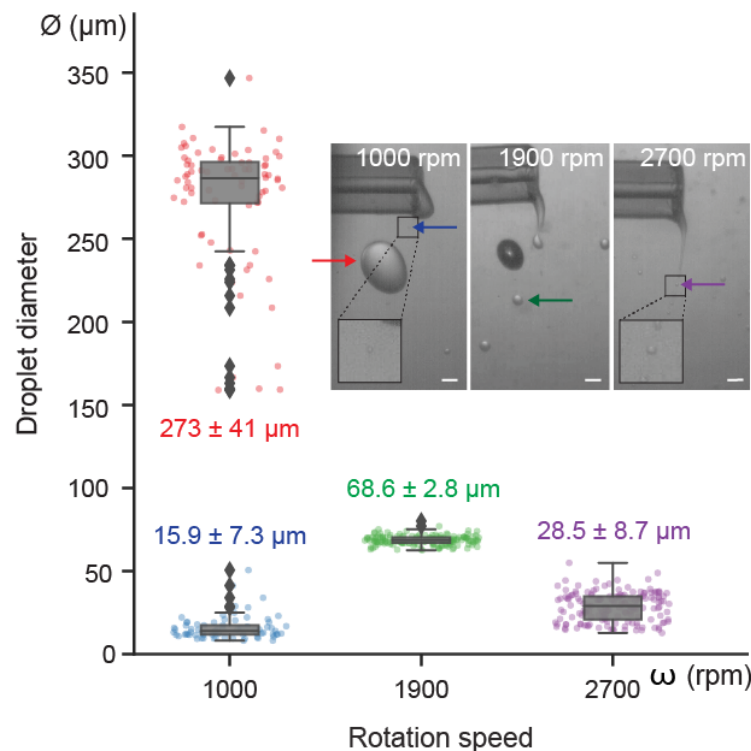 Ø (µm)
350
300
250
200
150
100
50
0
Droplet diameter
1000 rpm
1900 rpm
2700 rpm
273 ± 41 µm
15.9 ± 7.3 µm
68.6 ± 2.8 µm
28.5 ± 8.7 µm
1000
1900
2700
ω (rpm)
Rotation speed